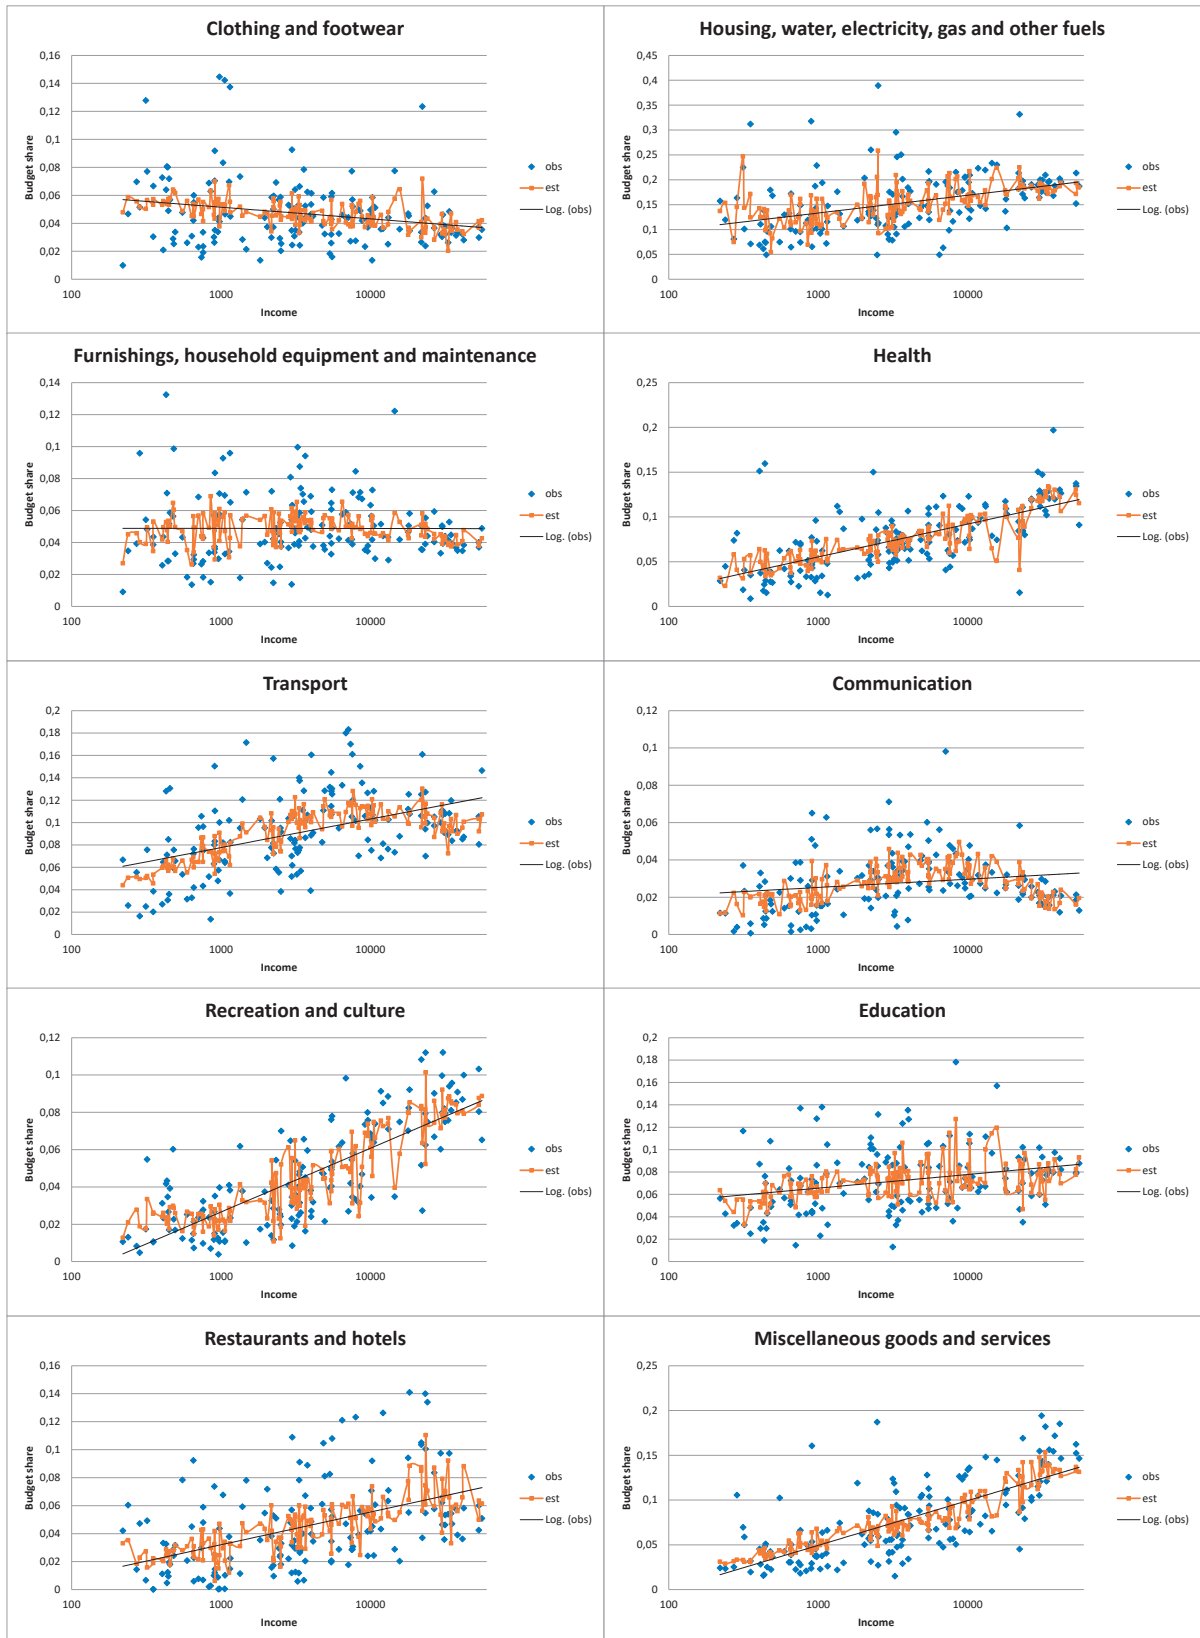 Clothing and footwear
0,16
0,14
0,12
0,1
0,08
0,06
0,04
0,02
0
Budget share
100
1000
10000
Income
obs
est
Log. (obs)
Housing, water, electricity, gas and other fuels
0,45
0,4
0,35
0,3
0,25
0,2
0,15
0,1
0,05
0
Budget share
100
1000
10000
Income
obs
est
Log. (obs)
Furnishings, household equipment and maintenance
0,14
0,12
0,1
0,08
0,06
0,04
0,02
0
Budget share
100
1000
10000
Income
obs
est
Log. (obs)
Health
0,25
0,2
0,15
0,1
0,05
0
Budget share
100
1000
10000
Income
obs
est
Log. (obs)
Transport
0,2
0,18
0,16
0,14
0,12
0,1
0,08
0,06
0,04
0,02
0
Budget share
100
1000
10000
Income
obs
est
Log. (obs)
Communication
0,12
0,1
0,08
0,06
0,04
0,02
0
Budget share
100
1000
10000
Income
obs
est
Log. (obs)
Recreation and culture
0,12
0,1
0,08
0,06
0,04
0,02
0
Budget share
100
1000
10000
Income
obs
est
Log. (obs)
Education
0,2
0,18
0,16
0,14
0,12
0,1
0,08
0,06
0,04
0,02
0
Budget share
100
1000
10000
Income
obs
est
Log. (obs)
Restaurants and hotels
0,16
0,14
0,12
0,1
0,08
0,06
0,04
0,02
0
Budget share
100
1000
10000
Income
obs
est
Log. (obs)
Miscellaneous goods and services
0,25
0,2
0,15
0,1
0,05
0
Budget share
100
1000
10000
Income
obs
est
Log. (obs)